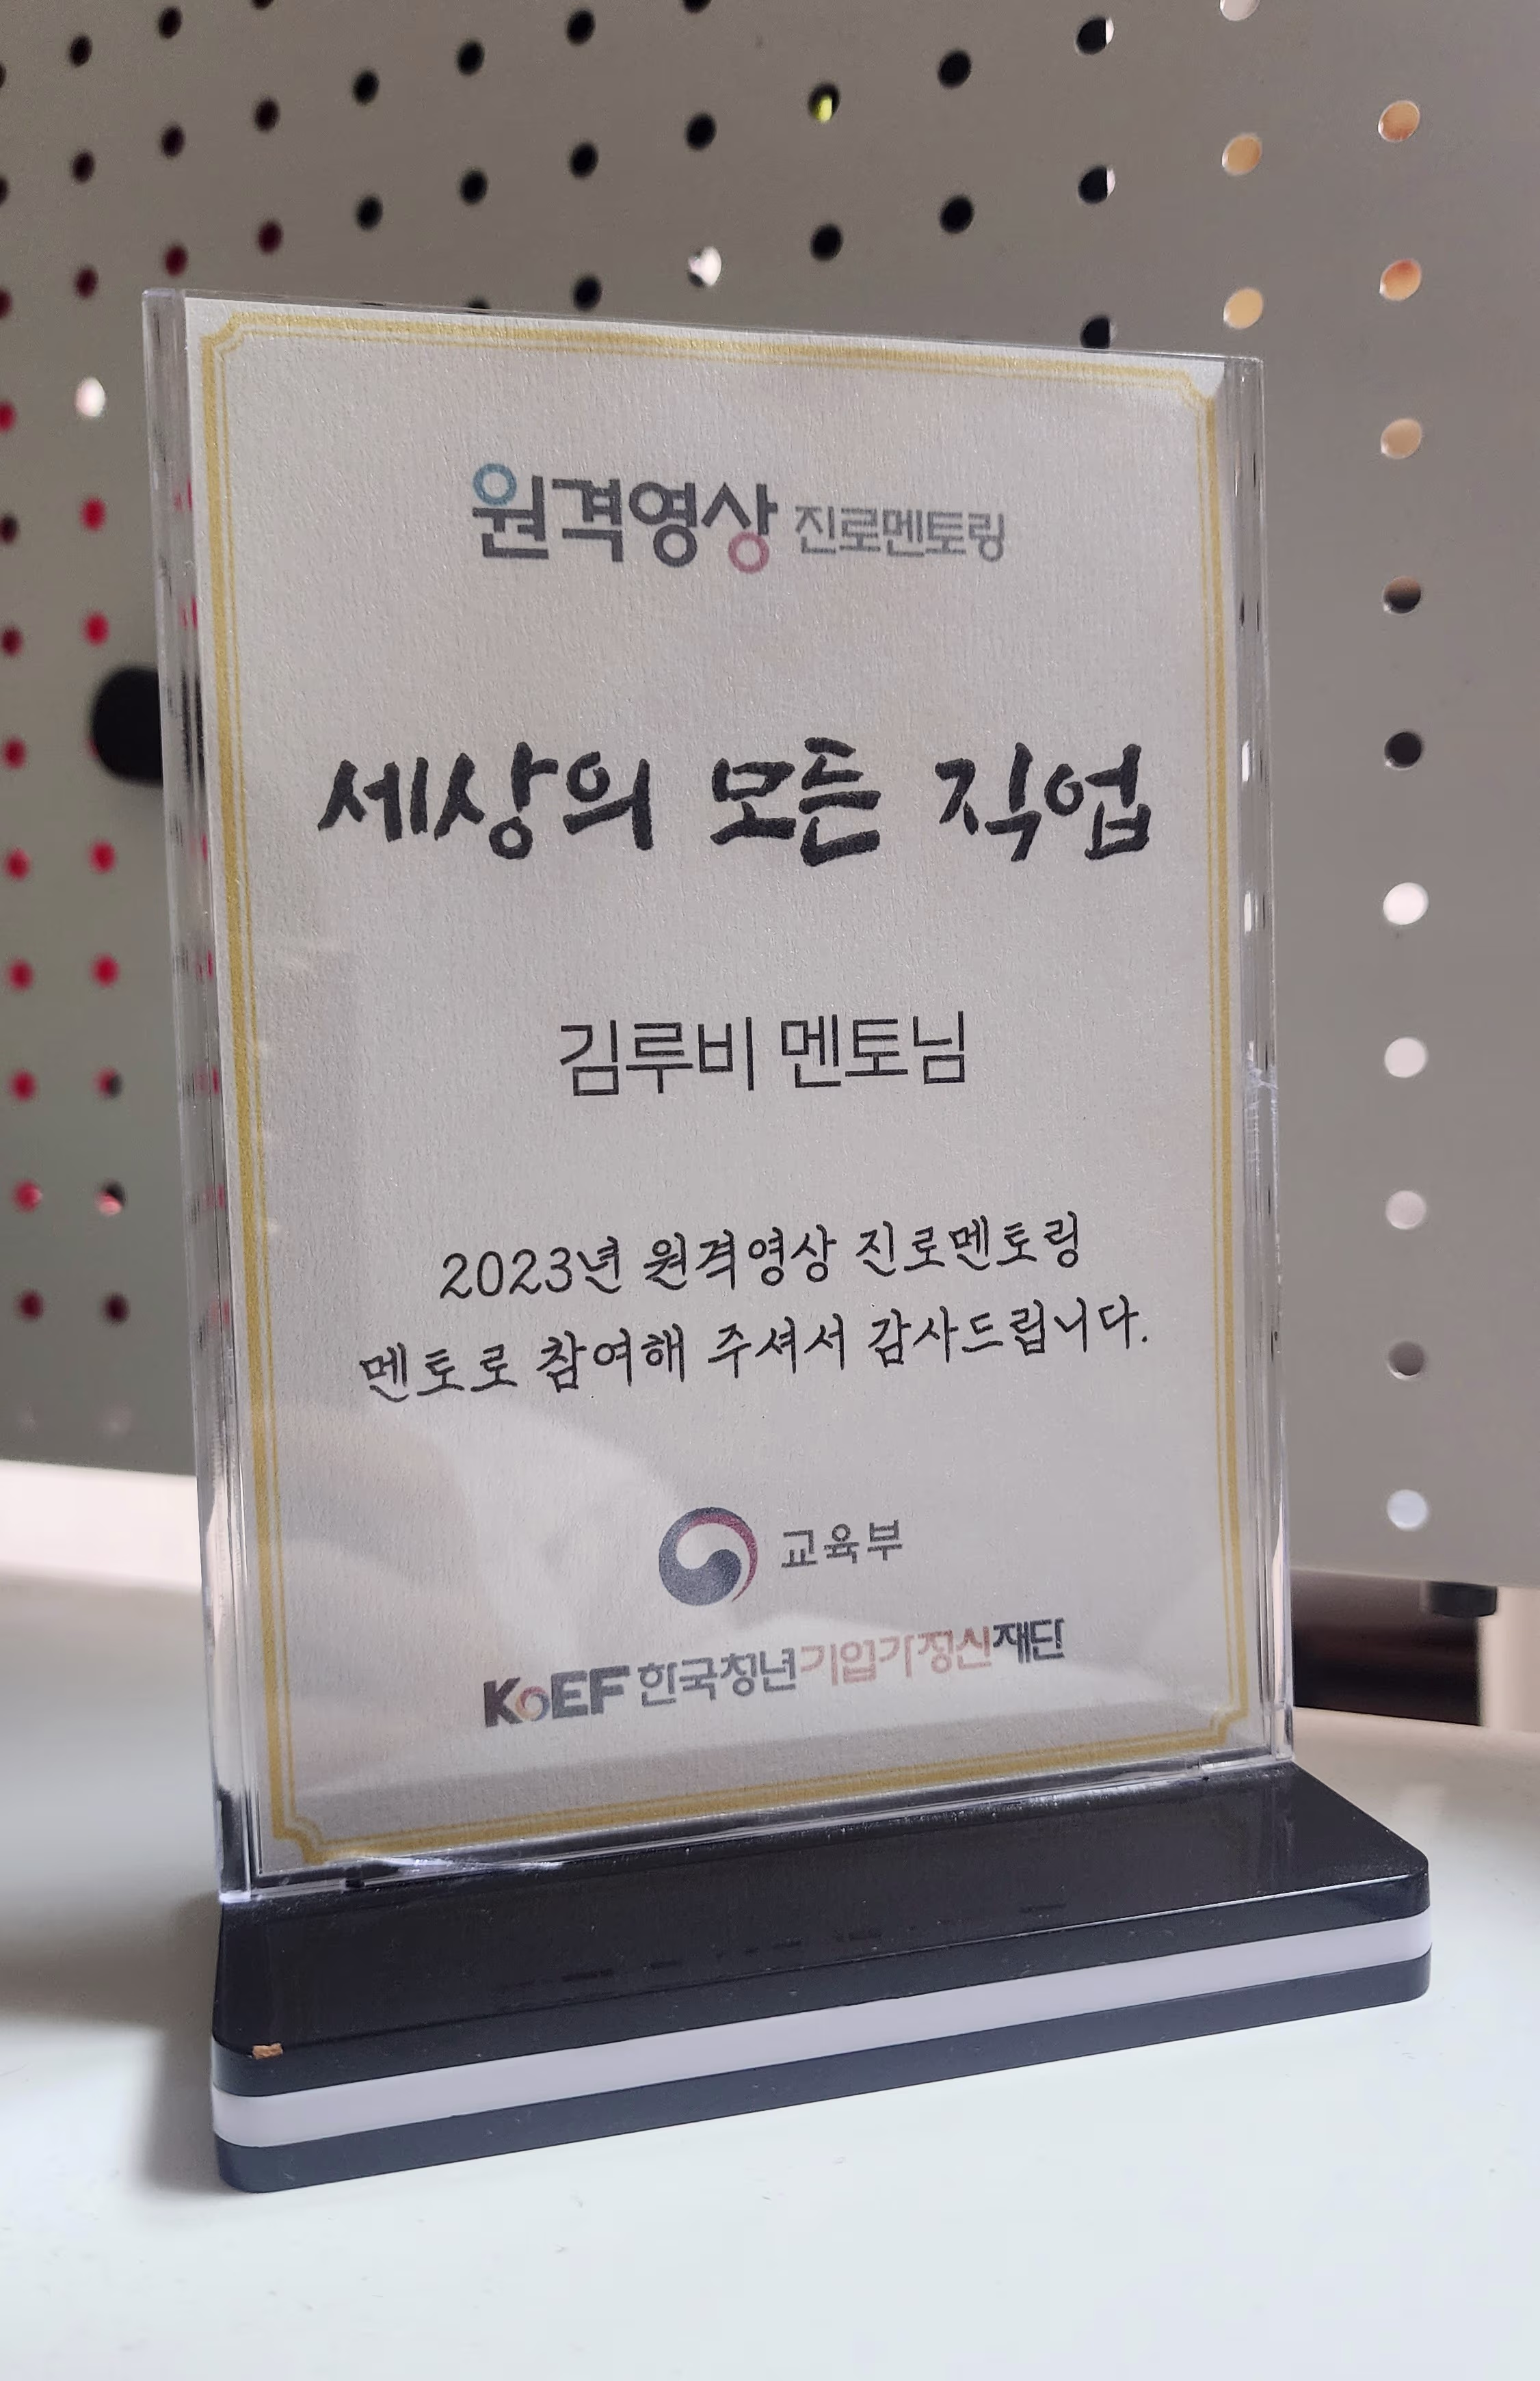 원격영상 진로멘토링
세상의 모든 직업
김루비 멘토님
2023년 원격영상 진로멘토링
멘토로 참여해 주셔서 감사드립니다.
교육부
KoEF 한국청년기업가정신재단